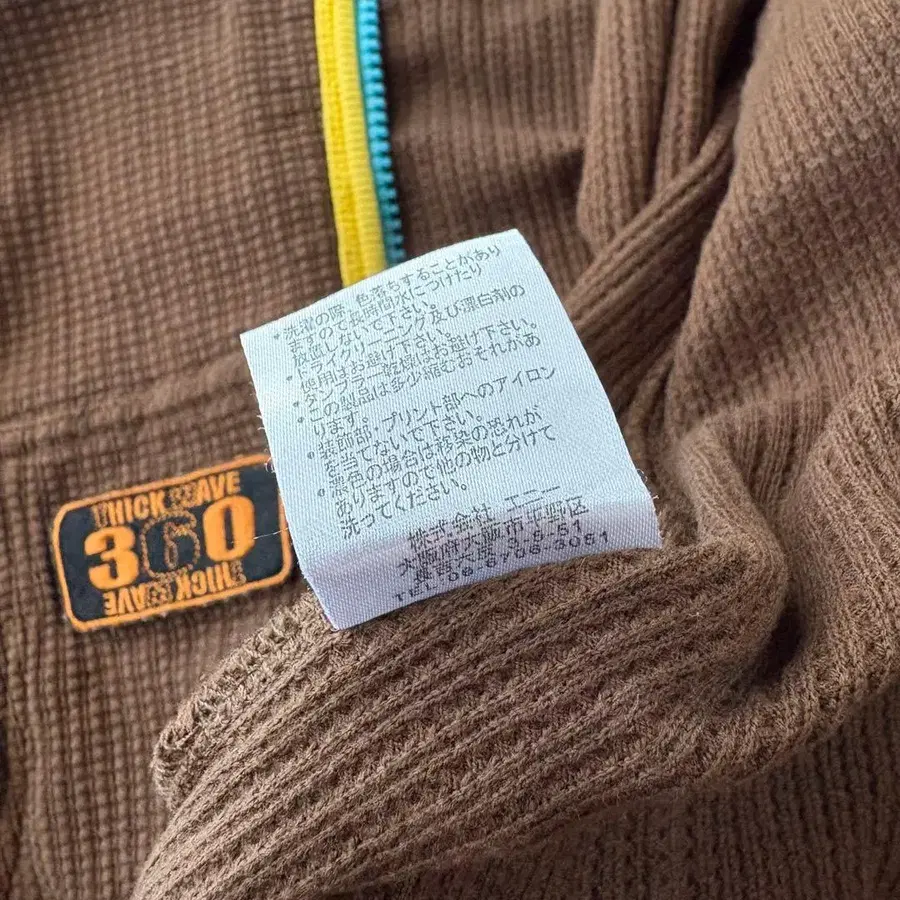 ・洗濯の際、色落ちすることがあり
ますので長時間水につけたり
放置しないで下さい。
・ドライクリーニング及び漂白剤の
使用はお避け下さい。
タンブラー乾燥はお避け下さい。
・この製品は多少縮むおそれがあ
ります。
・装飾部、プリント部へのアイロン
を当てないで下さい。
・濃色の場合は移染の恐れが
ありますので他の物と分けて
洗ってください。
株式会社 エニー
大阪府大阪市平野区
3-6-51
TEL 06-6706-3061
THICK WAVE
360
THICK WAVE